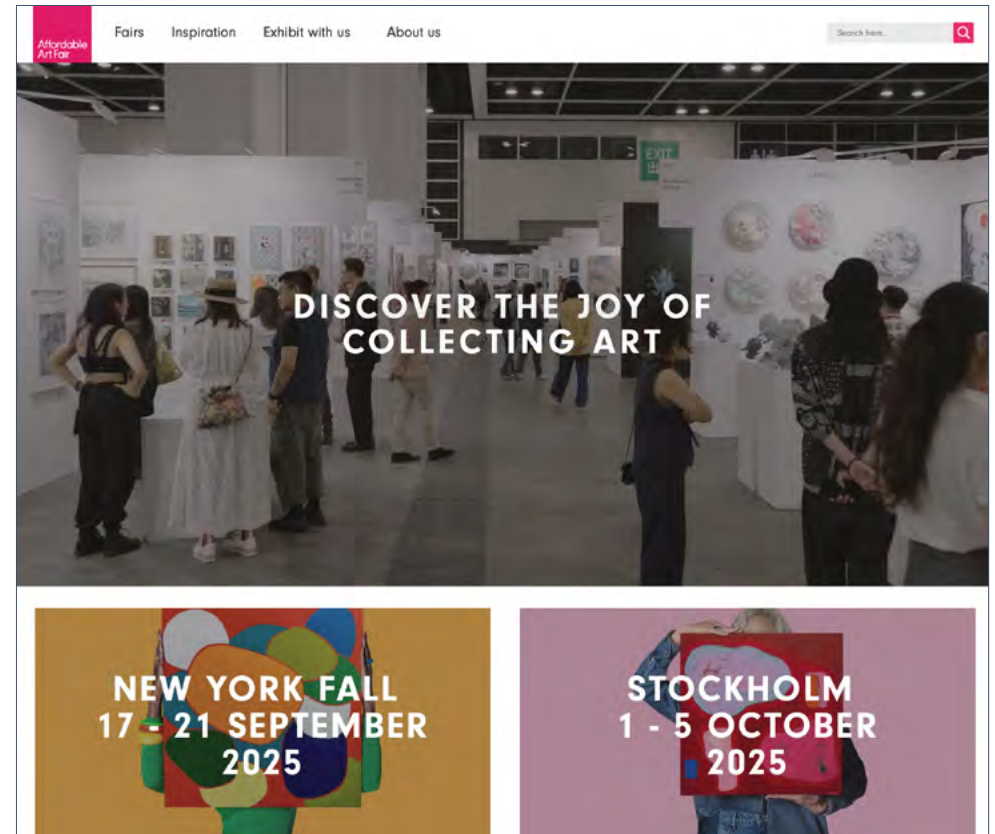 Affordable
Art Fair
Fairs
Inspiration
Exhibit with us
About us
Search here..
EXIT
DISCOVER THE JOY OF
COLLECTING ART
NEW YORK FALL
17 - 21 SEPTEMBER
2025
STOCKHOLM
1 - 5 OCTOBER
2025